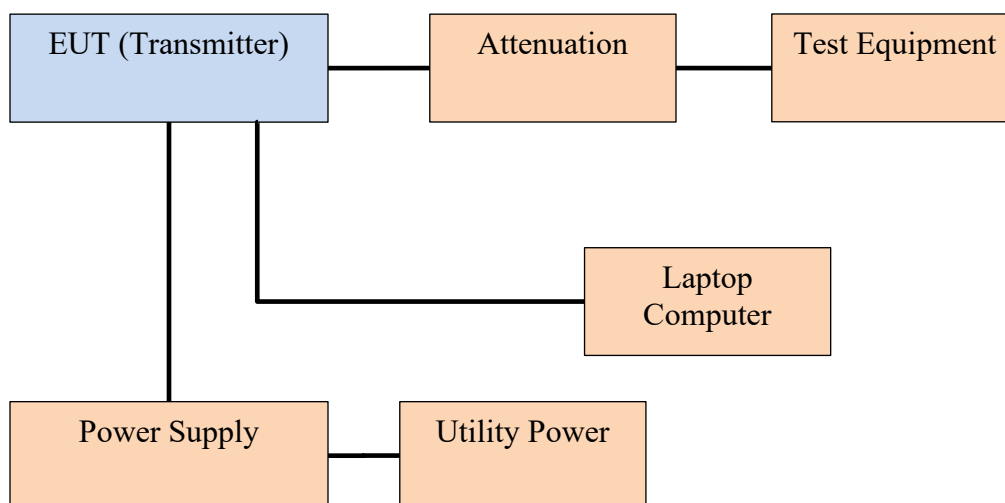 EUT (Transmitter)
Attenuation
Test Equipment
Laptop
Computer
Power Supply
Utility Power